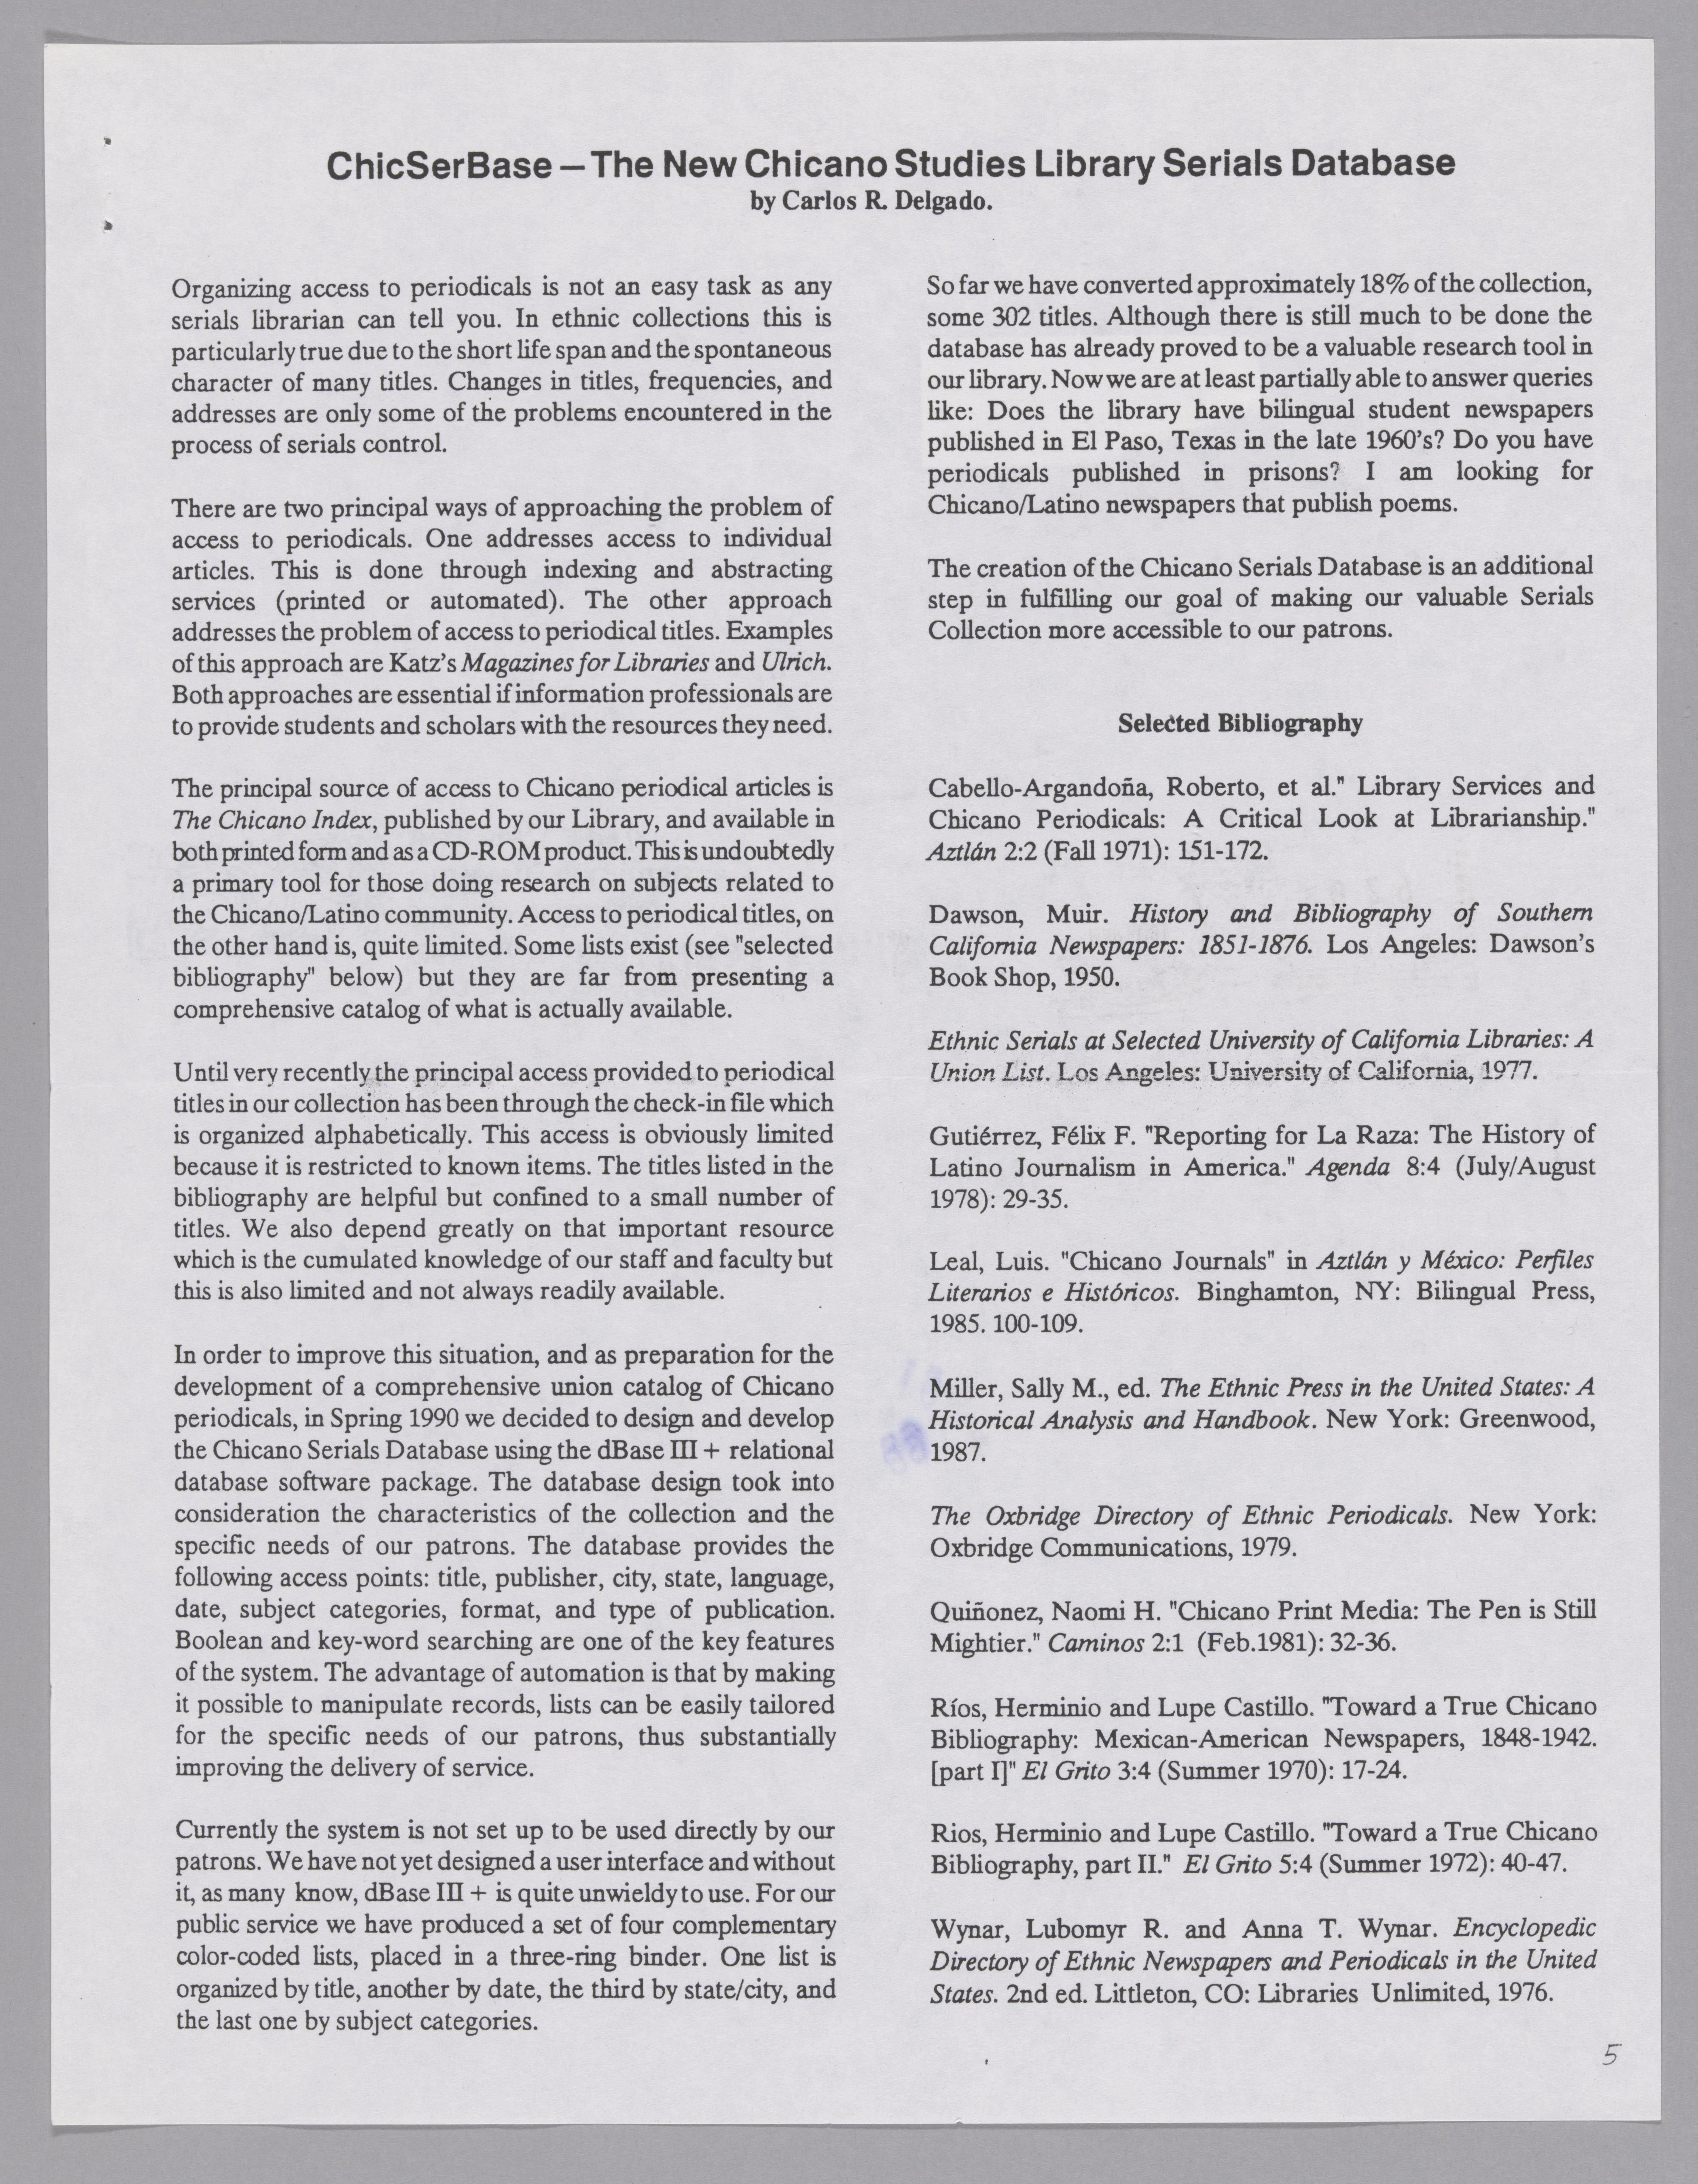 ChicSerBase – The New Chicano Studies Library Serials Database
by Carlos R. Delgado.
Organizing access to periodicals is not an easy task as any
serials librarian can tell you. In ethnic collections this is
particularly true due to the short life span and the spontaneous
character of many titles. Changes in titles, frequencies, and
addresses are only some of the problems encountered in the
process of serials control.
There are two principal ways of approaching the problem of
access to periodicals. One addresses access to individual
articles. This is done through indexing and abstracting
services (printed or automated). The other approach
addresses the problem of access to periodical titles. Examples
of this approach are Katz's Magazines for Libraries and Ulrich.
Both approaches are essential if information professionals are
to provide students and scholars with the resources they need.
The principal source of access to Chicano periodical articles is
The Chicano Index, published by our Library, and available in
both printed form and as a CD-ROM product. This is undoubtedly
a primary tool for those doing research on subjects related to
the Chicano/Latino community. Access to periodical titles, on
the other hand is, quite limited. Some lists exist (see "selected
bibliography" below) but they are far from presenting a
comprehensive catalog of what is actually available.
Until very recently the principal access provided to periodical
titles in our collection has been through the check-in file which
is organized alphabetically. This access is obviously limited
because it is restricted to known items. The titles listed in the
bibliography are helpful but confined to a small number of
titles. We also depend greatly on that important resource
which is the cumulated knowledge of our staff and faculty but
this is also limited and not always readily available.
In order to improve this situation, and as preparation for the
development of a comprehensive union catalog of Chicano
periodicals, in Spring 1990 we decided to design and develop
the Chicano Serials Database using the dBase III + relational
database software package. The database design took into
consideration the characteristics of the collection and the
specific needs of our patrons. The database provides the
following access points: title, publisher, city, state, language,
date, subject categories, format, and type of publication.
Boolean and key-word searching are one of the key features
of the system. The advantage of automation is that by making
it possible to manipulate records, lists can be easily tailored
for the specific needs of our patrons, thus substantially
improving the delivery of service.
Currently the system is not set up to be used directly by our
patrons. We have not yet designed a user interface and without
it, as many know, dBase III + is quite unwieldy to use. For our
public service we have produced a set of four complementary
color-coded lists, placed in a three-ring binder. One list is
organized by title, another by date, the third by state/city, and
the last one by subject categories.
So far we have converted approximately 18% of the collection,
some 302 titles. Although there is still much to be done the
database has already proved to be a valuable research tool in
our library. Now we are at least partially able to answer queries
like: Does the library have bilingual student newspapers
published in El Paso, Texas in the late 1960's? Do you have
periodicals published in prisons? I am looking for
Chicano/Latino newspapers that publish poems.
The creation of the Chicano Serials Database is an additional
step in fulfilling our goal of making our valuable Serials
Collection more accessible to our patrons.
Selected Bibliography
Cabello-Argandoña, Roberto, et al." Library Services and
Chicano Periodicals: A Critical Look at Librarianship."
Aztlán 2:2 (Fall 1971): 151-172.
Dawson, Muir. History and Bibliography of Southern
California Newspapers: 1851-1876. Los Angeles: Dawson's
Book Shop, 1950.
Ethnic Serials at Selected University of California Libraries: A
Union List. Los Angeles: University of California, 1977.
Gutiérrez, Félix F. "Reporting for La Raza: The History of
Latino Journalism in America." Agenda 8:4 (July/August
1978): 29-35.
Leal, Luis. "Chicano Journals" in Aztlán y México: Perfiles
Literarios e Históricos. Binghamton, NY: Bilingual Press,
1985. 100-109.
Miller, Sally M., ed. The Ethnic Press in the United States: A
Historical Analysis and Handbook. New York: Greenwood,
1987.
The Oxbridge Directory of Ethnic Periodicals. New York:
Oxbridge Communications, 1979.
Quiñonez, Naomi H. "Chicano Print Media: The Pen is Still
Mightier." Caminos 2:1 (Feb.1981): 32-36.
Ríos, Herminio and Lupe Castillo. "Toward a True Chicano
Bibliography: Mexican-American Newspapers, 1848-1942.
[part I]" El Grito 3:4 (Summer 1970): 17-24.
Rios, Herminio and Lupe Castillo. "Toward a True Chicano
Bibliography, part II." El Grito 5:4 (Summer 1972): 40-47.
Wynar, Lubomyr R. and Anna T. Wynar. Encyclopedic
Directory of Ethnic Newspapers and Periodicals in the United
States. 2nd ed. Littleton, CO: Libraries Unlimited, 1976.
5